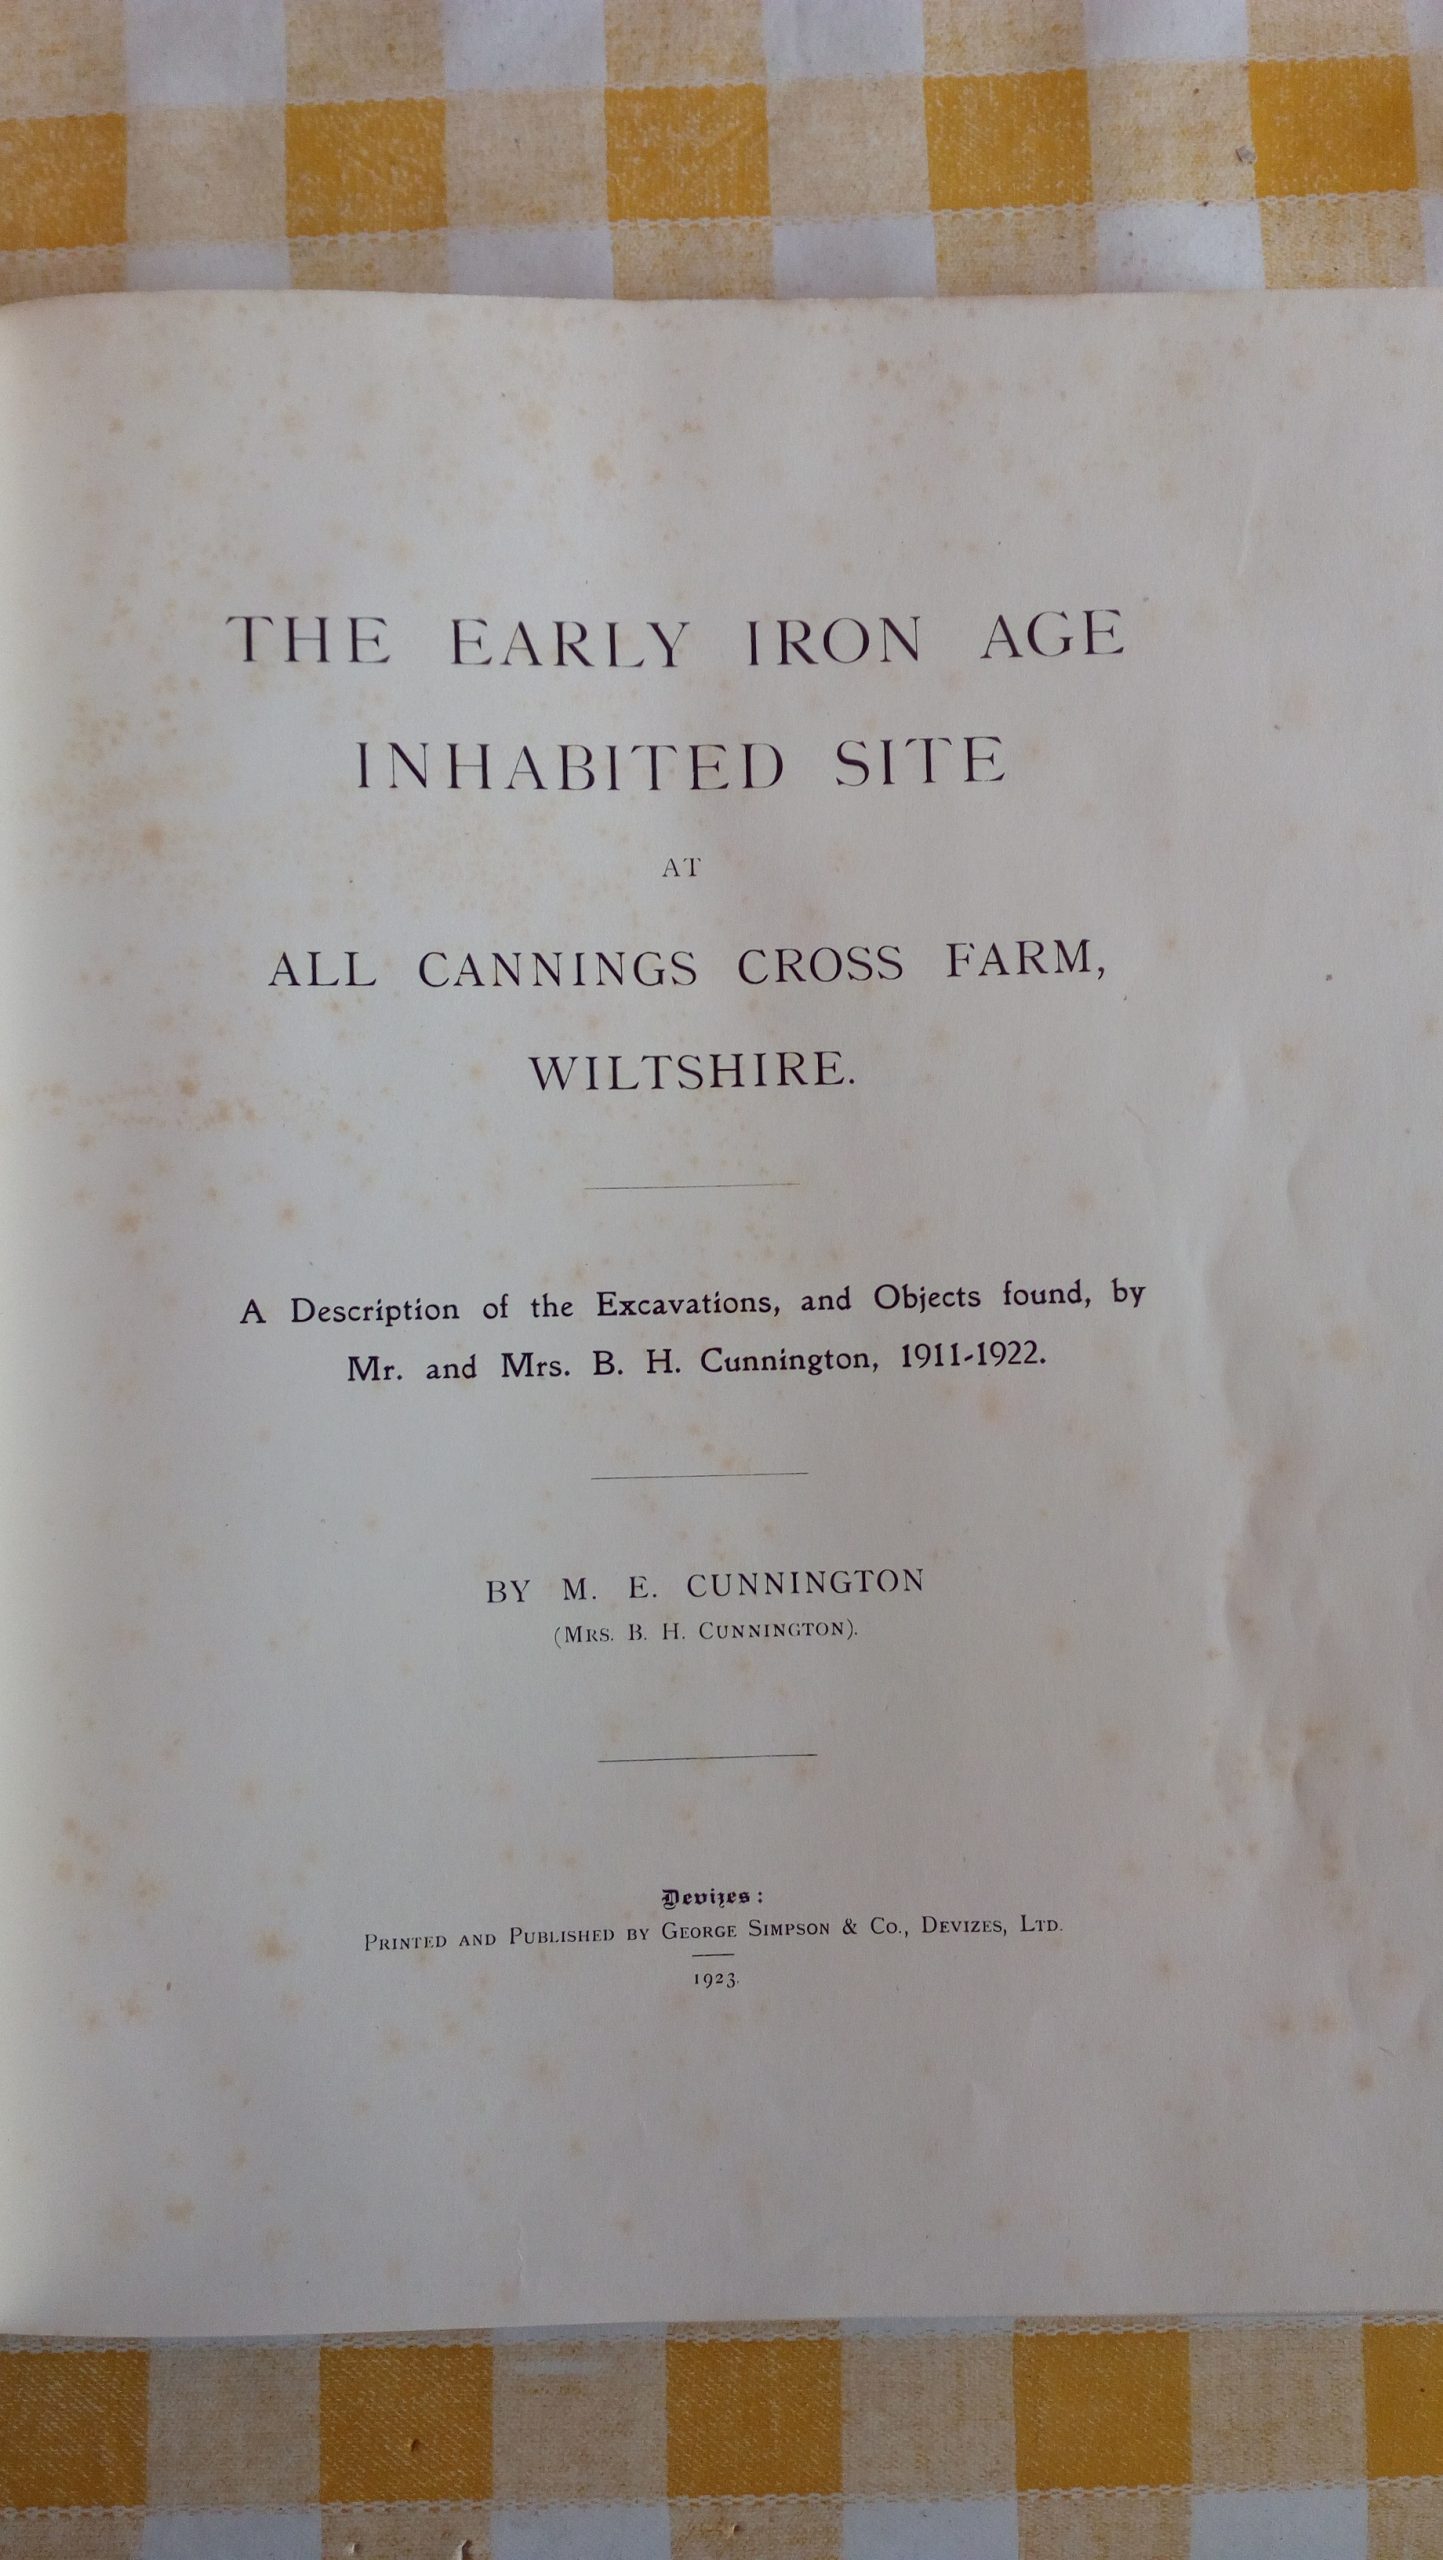 THE EARLY IRON AGE
INHABITED SITE
AT
ALL CANNINGS CROSS FARM,
WILTSHIRE.
A Description of the Excavations, and Objects found, by
Mr. and Mrs. B. H. Cunnington, 1911-1922.
BY M. E. CUNNINGTON
(MRS. B. H. CUNNINGTON).
Devizes:
PRINTED AND PUBLISHED BY GEORGE SIMPSON & CO., DEVIZES, LTD.
1923.